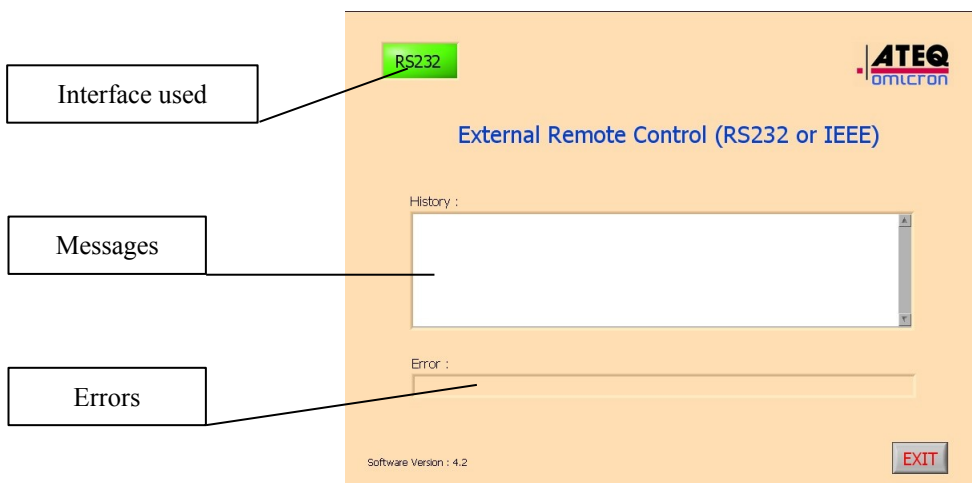 RS232
ATEQ
omicron
Interface used
External Remote Control (RS232 or IEEE)
History :
Messages
Error :
Errors
Software Version : 4.2
EXIT